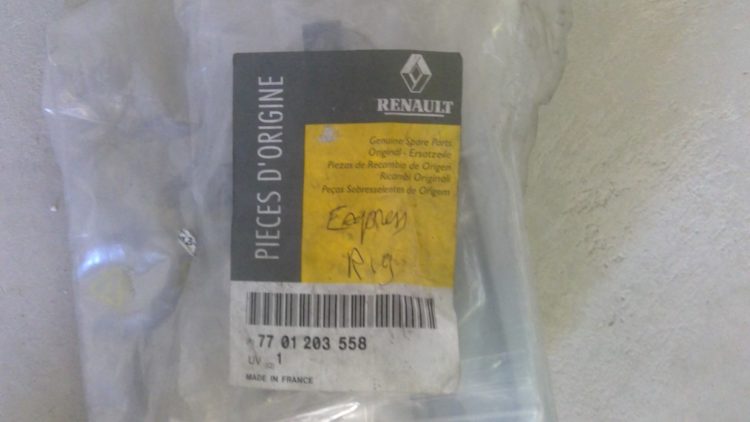 PIECES D'ORIGINE
RENAULT
Genuine Spare Parts
Original - Ersatzteile
Piezas de Recambio de Origen
Ricambi Originali
Peças Sobresselentes de Origem
Express
77 01 203 558
UV 1
MADE IN FRANCE